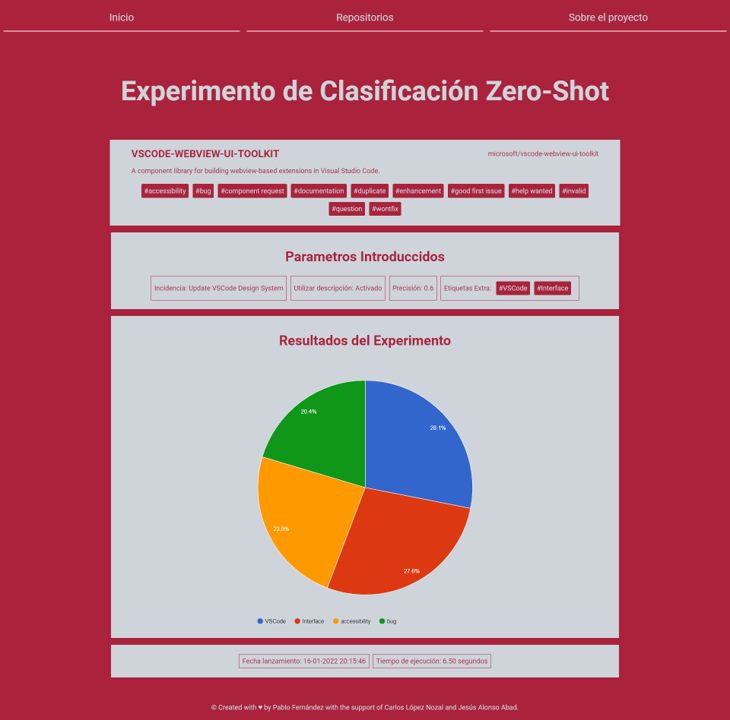 Inicio
Repositorios
Sobre el proyecto
Experimento de Clasificación Zero-Shot
VSCODE-WEBVIEW-UI-TOOLKIT
microsoft/vscode-webview-ui-toolkit
A component library for building webview-based extensions in Visual Studio Code.
#accessibility #bug #component request #documentation #duplicate #enhancement #good first issue #help wanted #invalid
#question #wontfix
Parametros Introduccidos
Incidencia: Update VSCode Design System
Utilizar descripción: Activado
Precisión: 0.6
Etiquetas Extra: #VSCode #Interface
Resultados del Experimento
20.4%
28.1%
23.9%
27.6%
VSCode Interface accessibility bug
Fecha lanzamiento: 16-01-2022 20:15:46
Tiempo de ejecución: 6.50 segundos
© Created with ♥ by Pablo Fernández with the support of Carlos López Nozal and Jesús Alonso Abad.